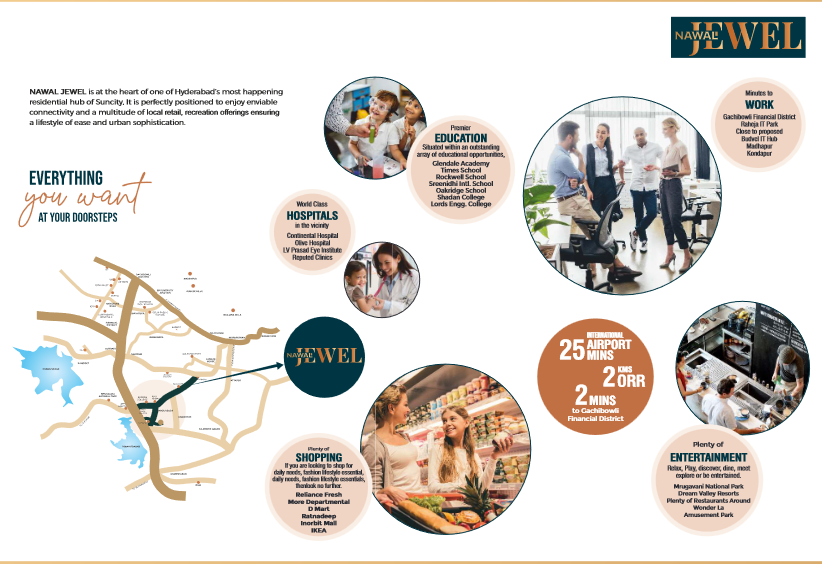 NAWAL JEWEL
NAWAL JEWEL is at the heart of one of Hyderabad's most happening
residential hub of Suncity. It is perfectly positioned to enjoy enviable
connectivity and a multitude of local retail, recreation offerings ensuring
a lifestyle of ease and urban sophistication.
EVERYTHING
you want
AT YOUR DOORSTEPS
Premier
EDUCATION
Situated within an outstanding
array of educational opportunities,
Glendale Academy
Times School
Rockwell School
Sreenidhi Intl. School
Oakridge School
Shadan College
Lords Engg. College
Minutes to
WORK
Gachibowli Financial District
Raheja IT Park
Close to proposed
Budvel IT Hub
Madhapur
Kondapur
World Class
HOSPITALS
in the vicinity
Continental Hospital
Olive Hospital
LV Prasad Eye Institute
Reputed Clinics
NAWAL JEWEL
25 INTERNATIONAL
AIRPORT
MINS
2 KMS
ORR
2 MINS
to Gachibowli
Financial District
Plenty of
SHOPPING
If you are looking to shop for
daily needs, fashion lifestyle essential,
daily needs, fashion lifestyle essentials,
thenlook no further.
Reliance Fresh
More Departmental
D Mart
Ratnadeep
Inorbit Mall
IKEA
Plenty of
ENTERTAINMENT
Relax, Play, discover, dine, meet
explore or be entertained.
Mrugavani National Park
Dream Valley Resorts
Plenty of Restaurants Around
Wonder La
Amusement Park